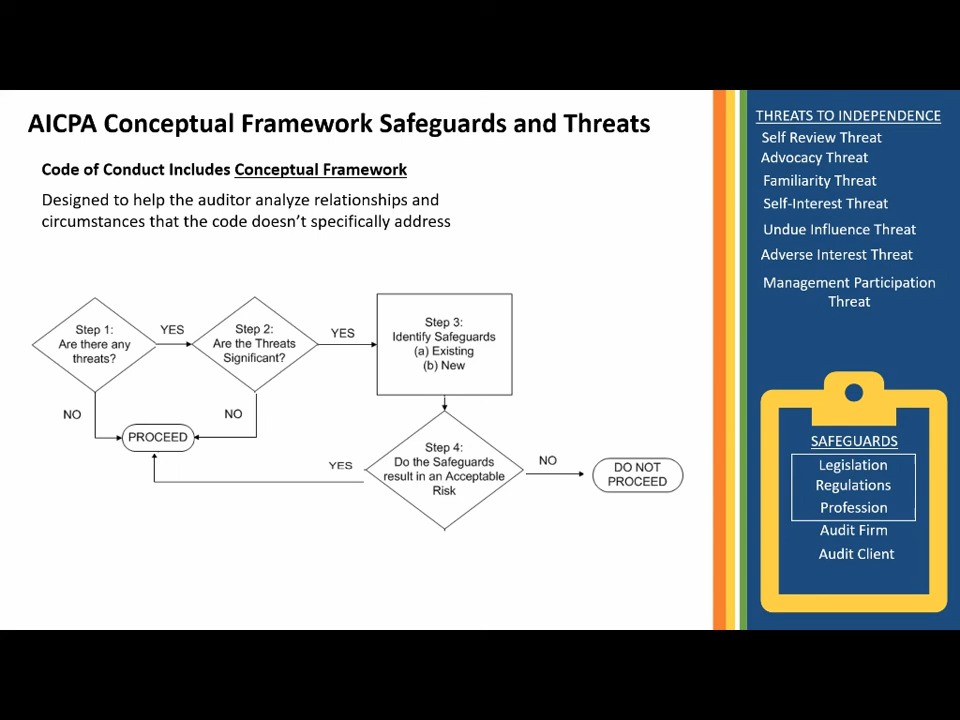 AICPA Conceptual Framework Safeguards and Threats
Code of Conduct Includes Conceptual Framework
Designed to help the auditor analyze relationships and
circumstances that the code doesn't specifically address
Step 1:
Are there any
threats?
YES
Step 2:
Are the Threats
Significant?
YES
Step 3:
Identify Safeguards
(a) Existing
(b) New
NO
NO
PROCEED
YES
Step 4:
Do the Safeguards
result in an Acceptable
Risk
NO
DO NOT
PROCEED
THREATS TO INDEPENDENCE
Self Review Threat
Advocacy Threat
Familiarity Threat
Self-Interest Threat
Undue Influence Threat
Adverse Interest Threat
Management Participation
Threat
SAFEGUARDS
Legislation
Regulations
Profession
Audit Firm
Audit Client